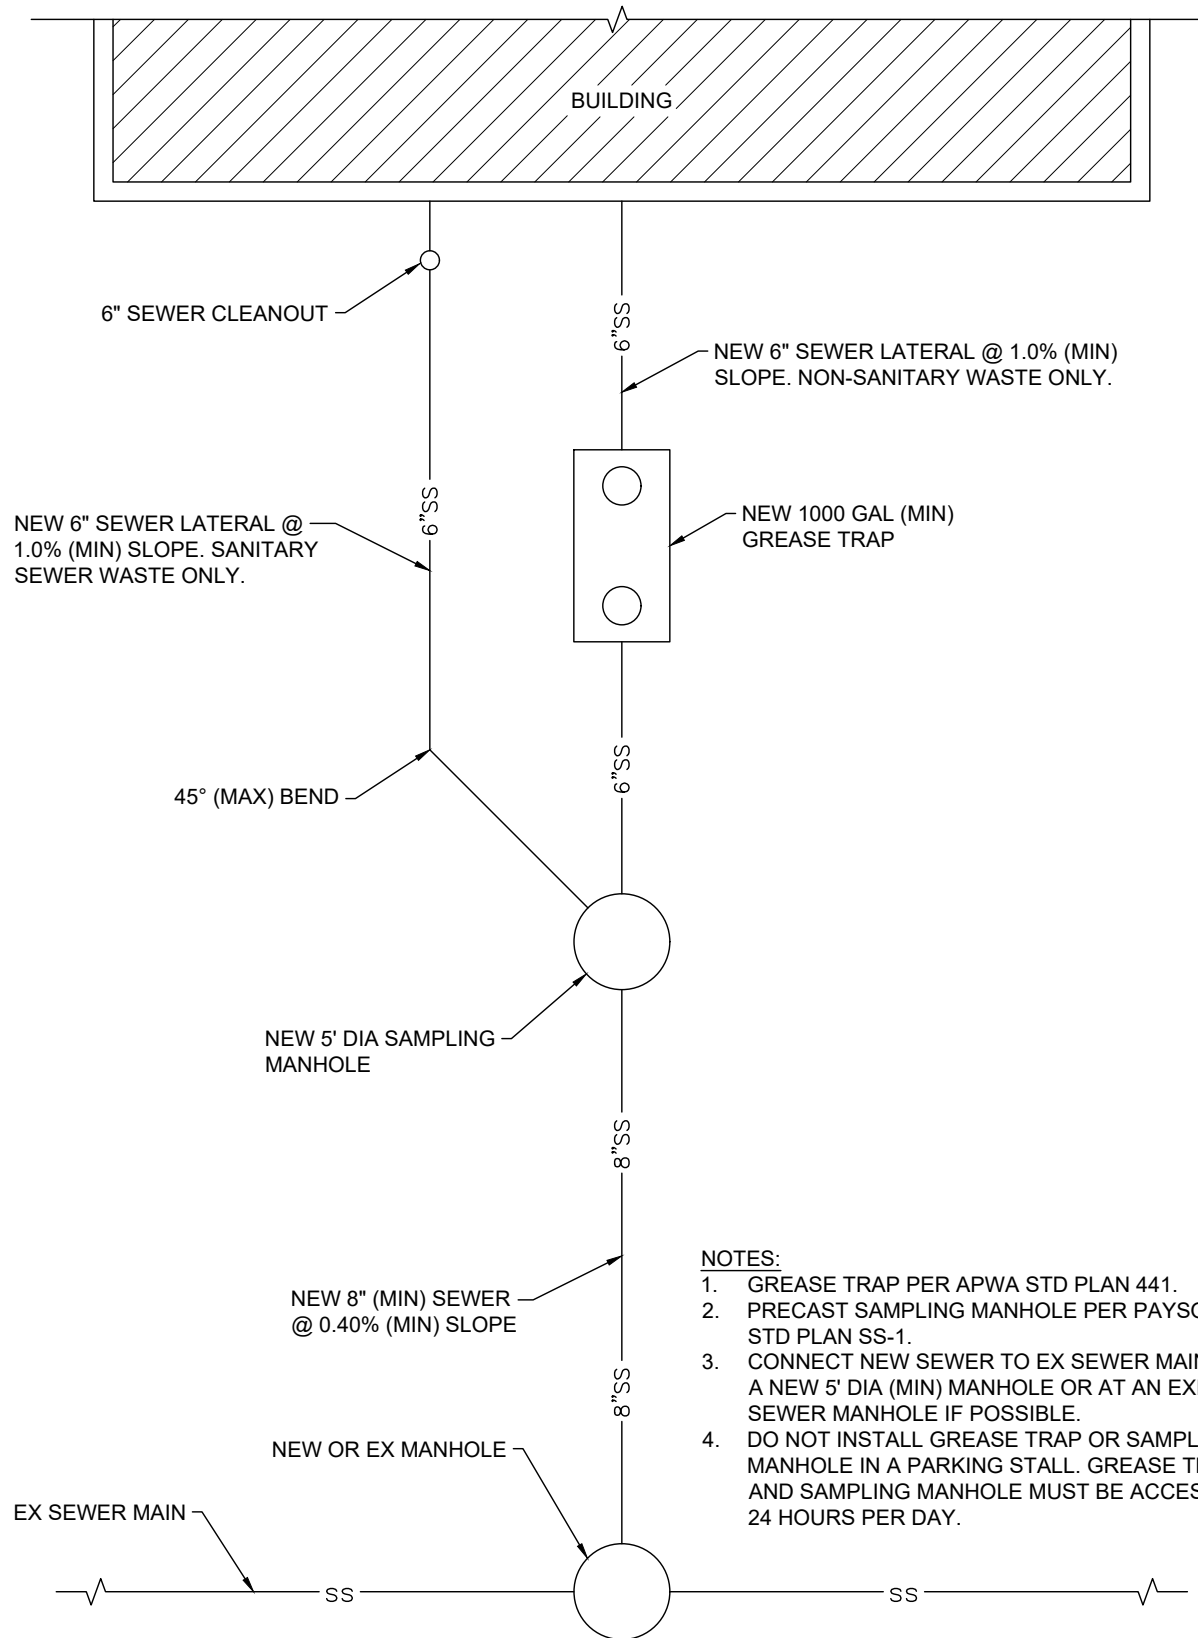 BUILDING
6" SEWER CLEANOUT
6"SS
NEW 6" SEWER LATERAL @ 1.0% (MIN)
SLOPE. NON-SANITARY WASTE ONLY.
NEW 6" SEWER LATERAL @
1.0% (MIN) SLOPE. SANITARY
SEWER WASTE ONLY.
6"SS
NEW 1000 GAL (MIN)
GREASE TRAP
6"SS
45° (MAX) BEND
NEW 5' DIA SAMPLING
MANHOLE
8"SS
NEW 8" (MIN) SEWER
@ 0.40% (MIN) SLOPE
8"SS
NOTES:
1. GREASE TRAP PER APWA STD PLAN 441.
2. PRECAST SAMPLING MANHOLE PER
STD PLAN SS-1.
3. CONNECT NEW SEWER TO EX SEWER
A NEW 5' DIA (MIN) MANHOLE OR AT AN
SEWER MANHOLE IF POSSIBLE.
4. DO NOT INSTALL GREASE TRAP OR
MANHOLE IN A PARKING STALL. GREASE
AND SAMPLING MANHOLE MUST BE
24 HOURS PER DAY.
NEW OR EX MANHOLE
EX SEWER MAIN
SS
SS